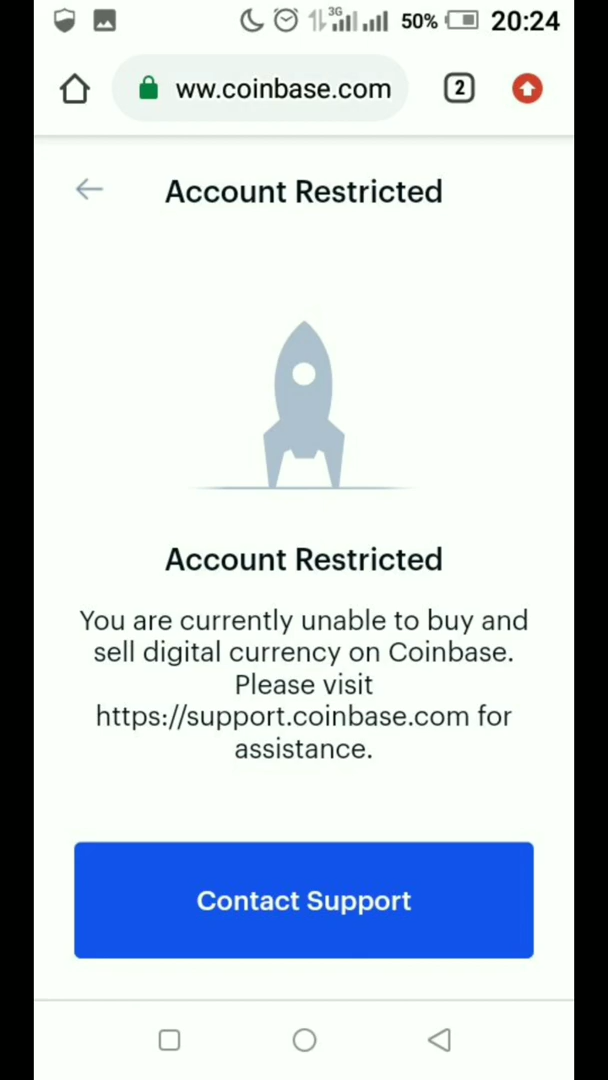 3G 50% 20:24
ww.coinbase.com 2
Account Restricted
Account Restricted
You are currently unable to buy and
sell digital currency on Coinbase.
Please visit
https://support.coinbase.com for
assistance.
Contact Support